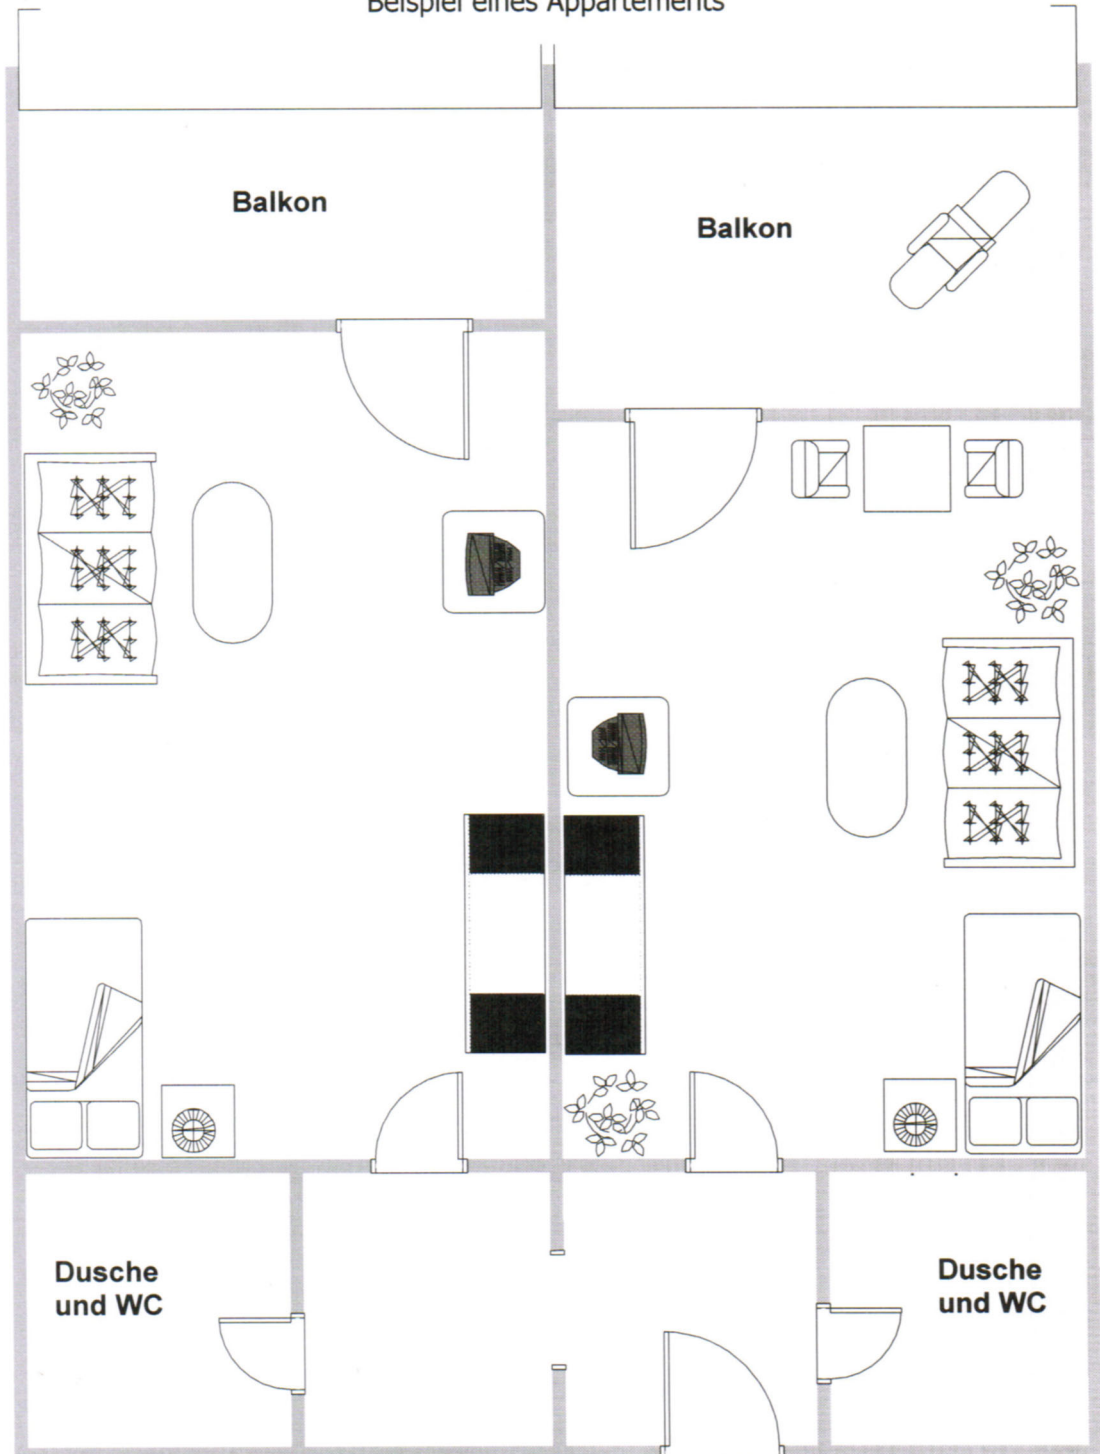 Beispiel eines Appartements
Balkon
Balkon
Dusche
und WC
Dusche
und WC